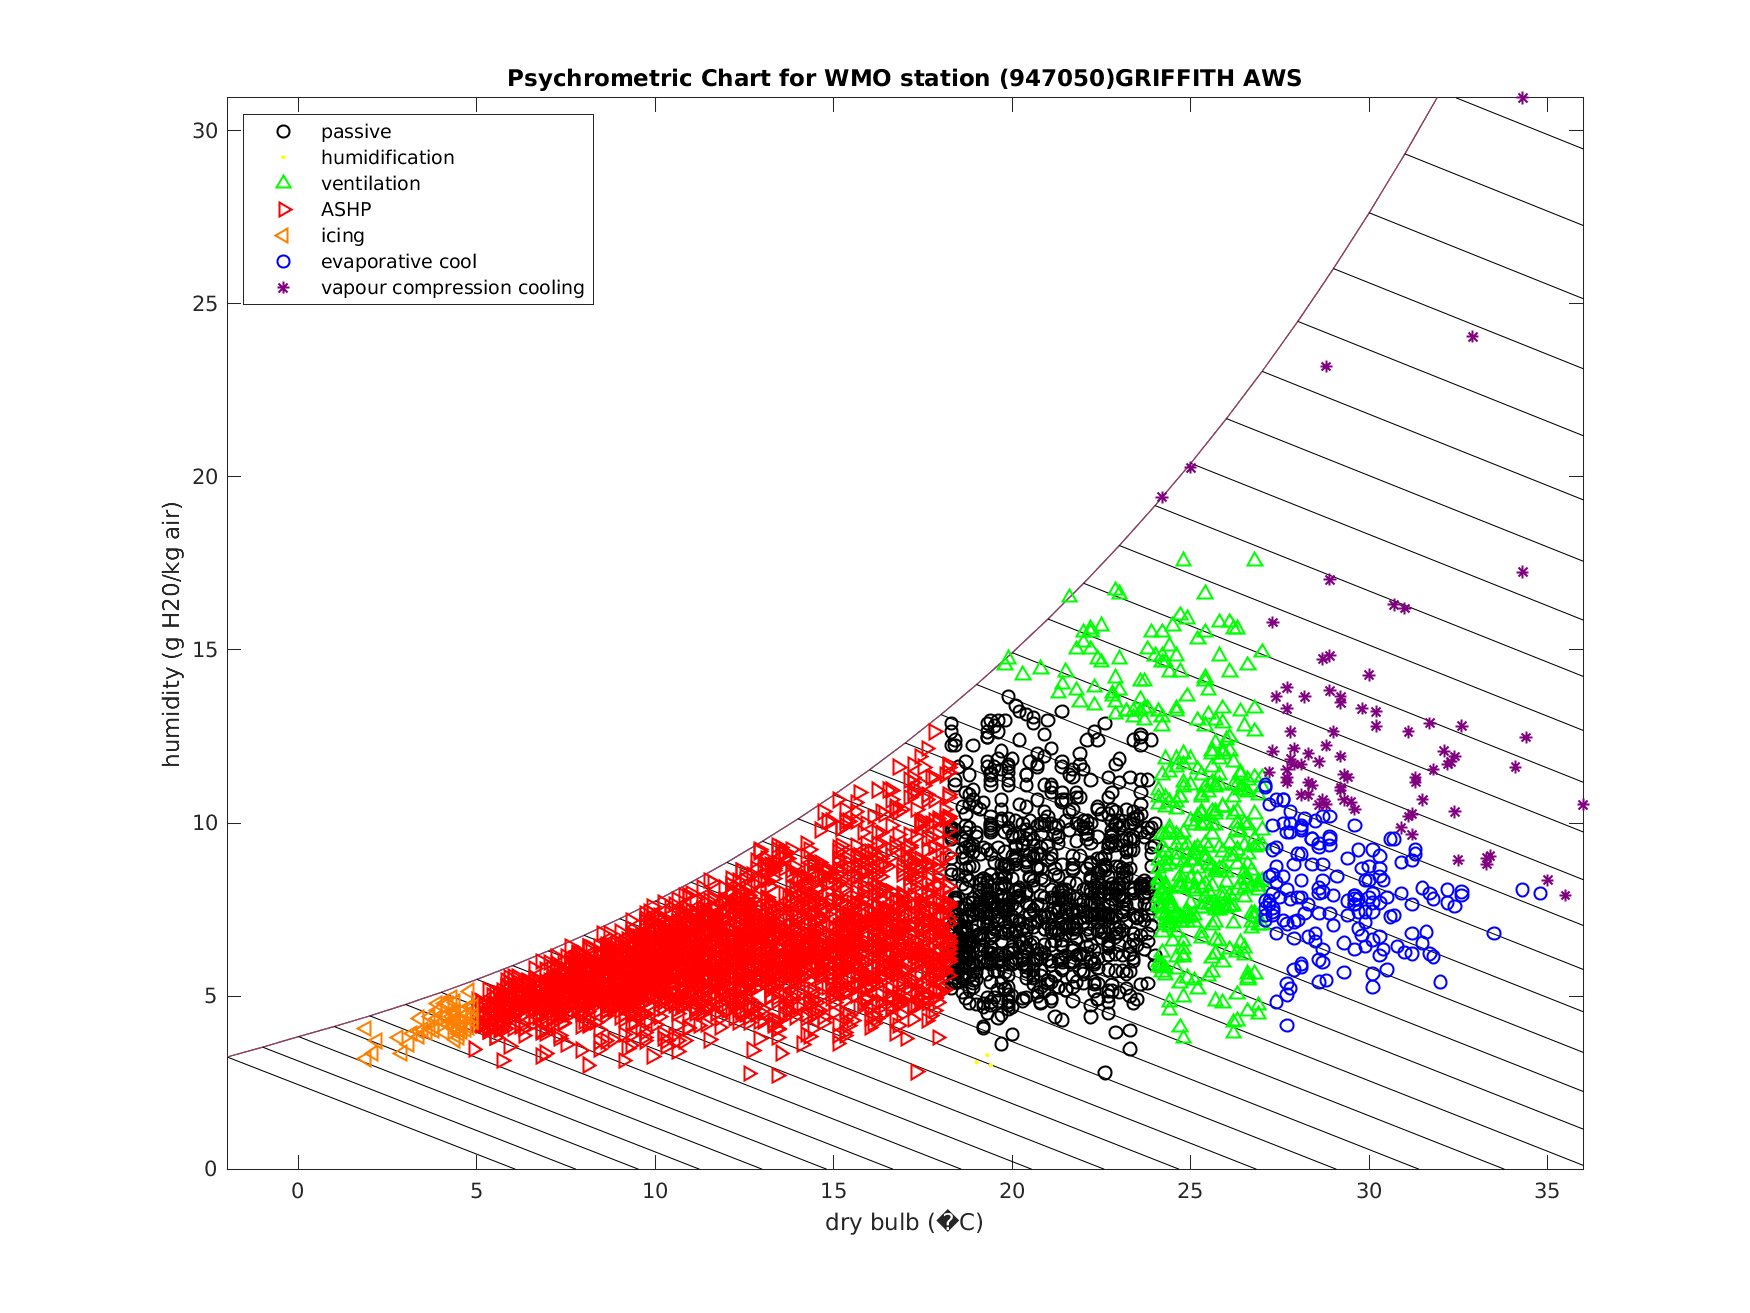 Psychrometric Chart for WMO station (947050)GRIFFITH AWS
passive
humidification
ventilation
ASHP
icing
evaporative cool
vapour compression cooling
30
25
20
15
10
5
0
humidity (g H20/kg air)
0 5 10 15 20 25 30 35
dry bulb (�C)